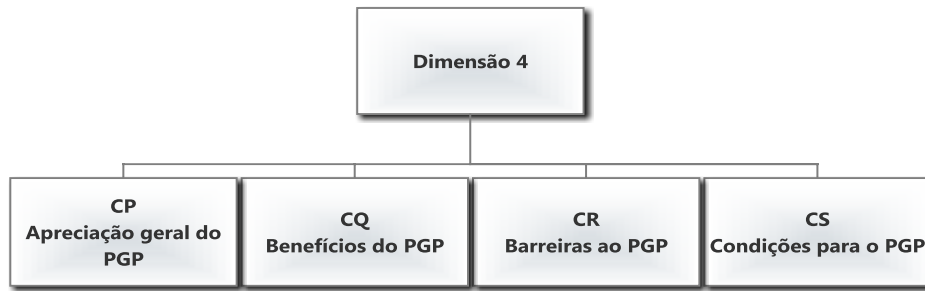 Dimensão 4
CP
Apreciação geral do
PGP
CQ
Benefícios do PGP
CR
Barreiras ao PGP
CS
Condições para o PGP